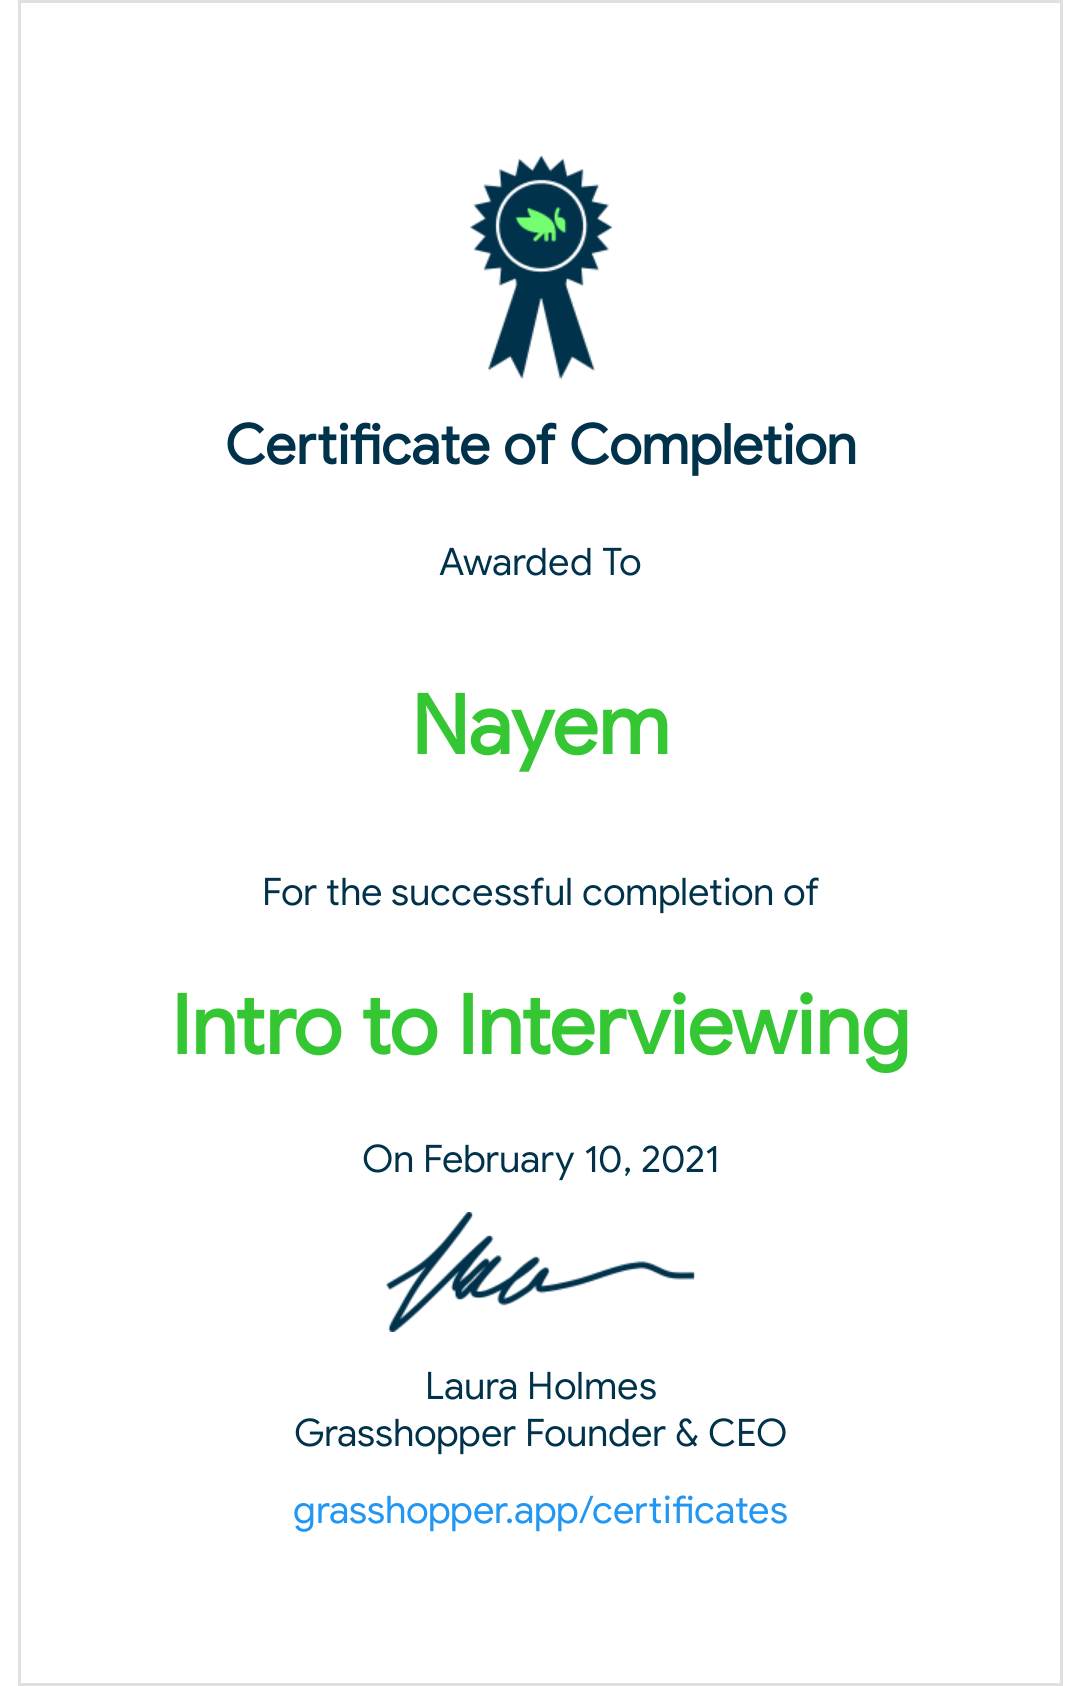 Certificate of Completion
Awarded To
Nayem
For the successful completion of
Intro to Interviewing
On February 10, 2021
Laura Holmes
Grasshopper Founder & CEO
grasshopper.app/certificates